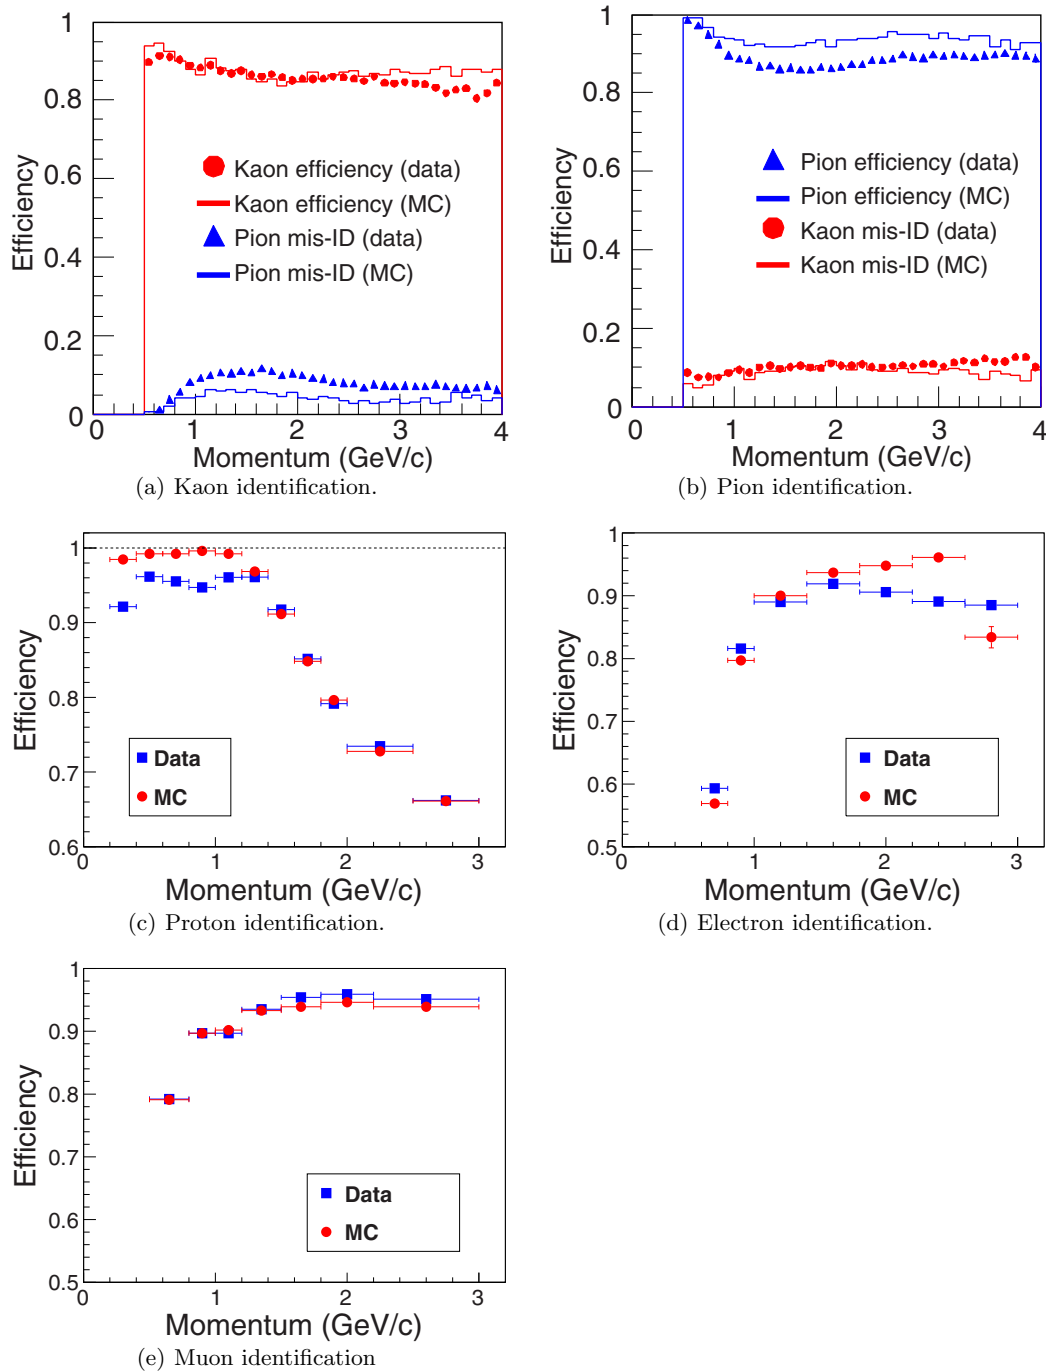 1
0.8
0.6
0.4
0.2
0
Efficiency
Kaon efficiency (data)
Kaon efficiency (MC)
Pion mis-ID (data)
Pion mis-ID (MC)
0 1 2 3 4
Momentum (GeV/c)
(a) Kaon identification.
1
0.8
0.6
0.4
0.2
0
Efficiency
Pion efficiency (data)
Pion efficiency (MC)
Kaon mis-ID (data)
Kaon mis-ID (MC)
0 1 2 3 4
Momentum (GeV/c)
(b) Pion identification.
1
0.9
0.8
0.7
0.6
Efficiency
Data
MC
0 1 2 3
Momentum (GeV/c)
(c) Proton identification.
1
0.9
0.8
0.7
0.6
0.5
Efficiency
Data
MC
0 1 2 3
Momentum (GeV/c)
(d) Electron identification.
1
0.9
0.8
0.7
0.6
0.5
Efficiency
Data
MC
0 1 2 3
Momentum (GeV/c)
(e) Muon identification